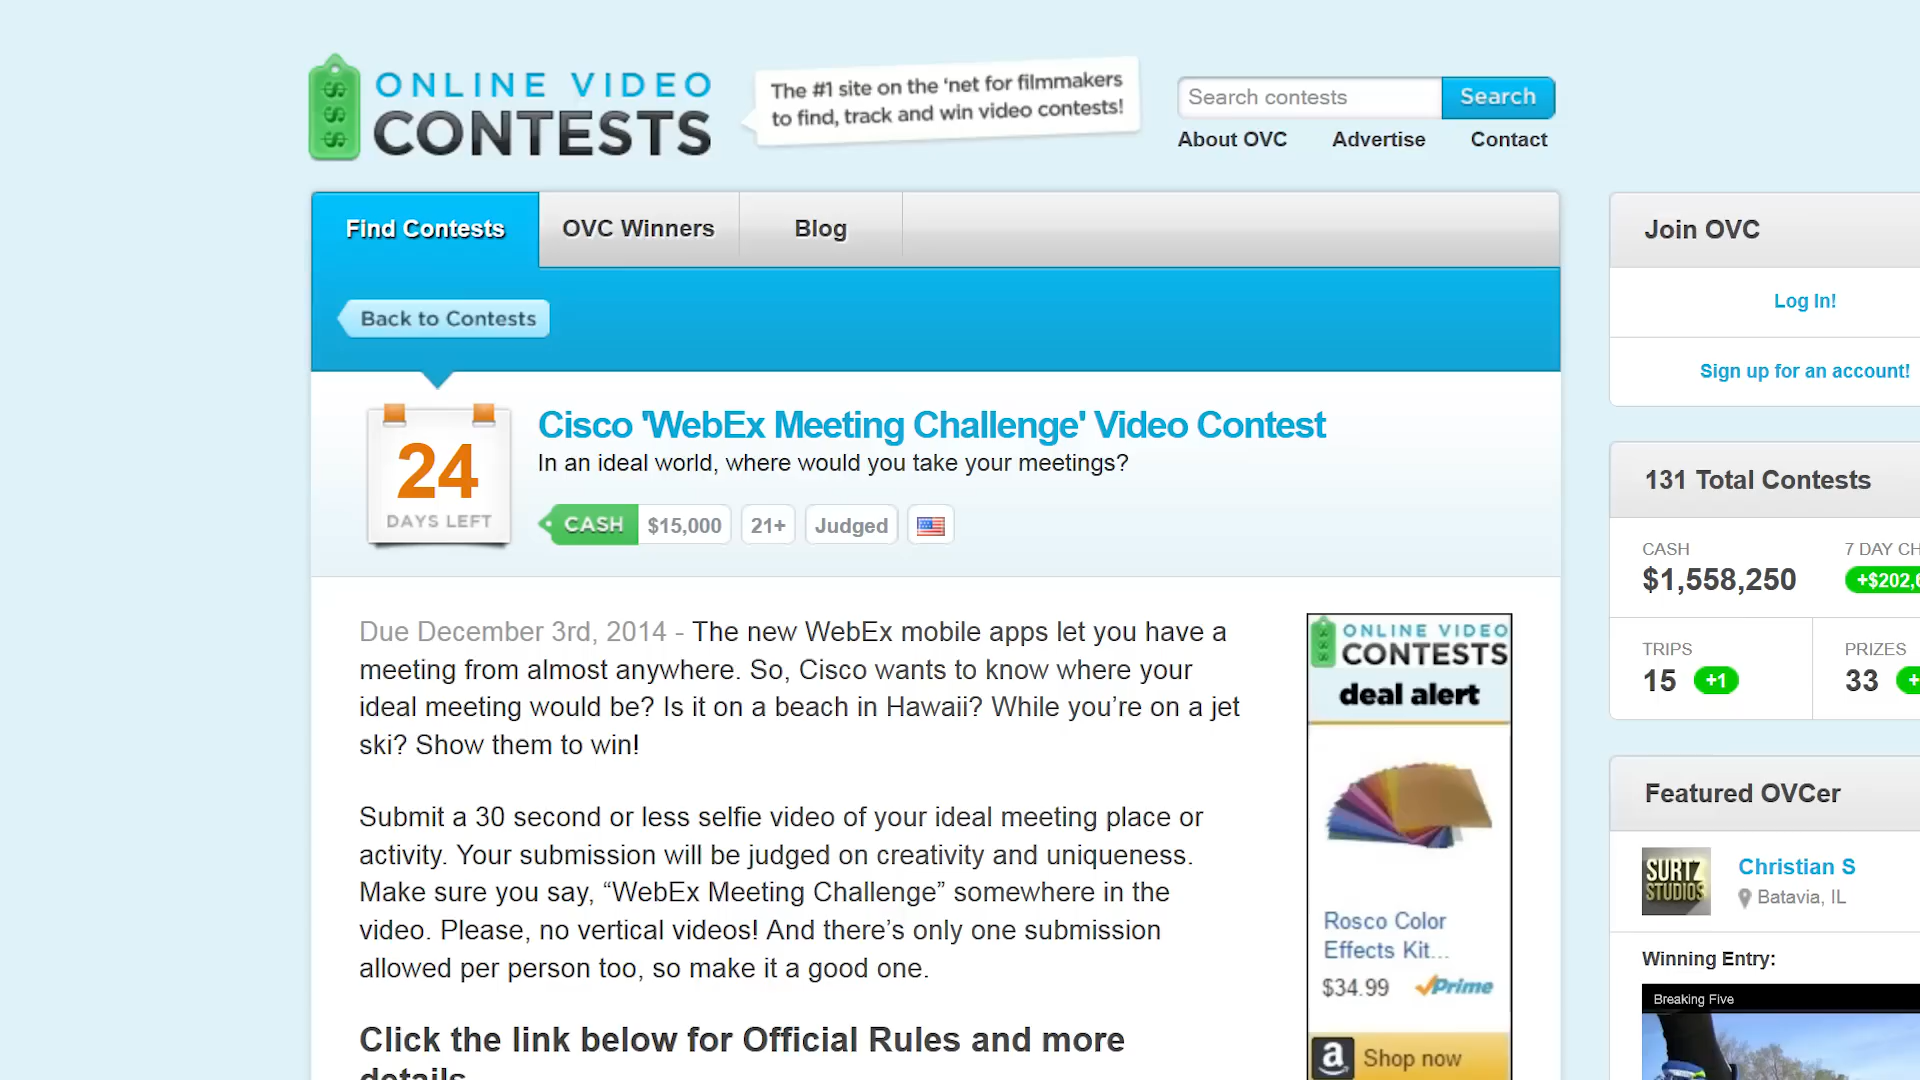 ONLINE VIDEO
CONTESTS
The #1 site on the 'net for filmmakers
to find, track and win video contests!
Search contests
Search
About OVC
Advertise
Contact
Find Contests
OVC Winners
Blog
Back to Contests
24
DAYS LEFT
Cisco 'WebEx Meeting Challenge' Video Contest
In an ideal world, where would you take your meetings?
CASH
$15,000
21+
Judged
Due December 3rd, 2014 - The new WebEx mobile apps let you have a
meeting from almost anywhere. So, Cisco wants to know where your
ideal meeting would be? Is it on a beach in Hawaii? While you’re on a jet
ski? Show them to win!
Submit a 30 second or less selfie video of your ideal meeting place or
activity. Your submission will be judged on creativity and uniqueness.
Make sure you say, “WebEx Meeting Challenge” somewhere in the
video. Please, no vertical videos! And there’s only one submission
allowed per person too, so make it a good one.
Click the link below for Official Rules and more
details
ONLINE VIDEO
CONTESTS
deal alert
Rosco Color
Effects Kit...
$34.99
Prime
a
Shop now
Join OVC
Log In!
Sign up for an account!
131 Total Contests
CASH
$1,558,250
7 DAY CH
+$202,6
TRIPS
15
+1
PRIZES
33
+
Featured OVCer
SURTZ
STUDIOS
Christian S
Batavia, IL
Winning Entry:
Breaking Five